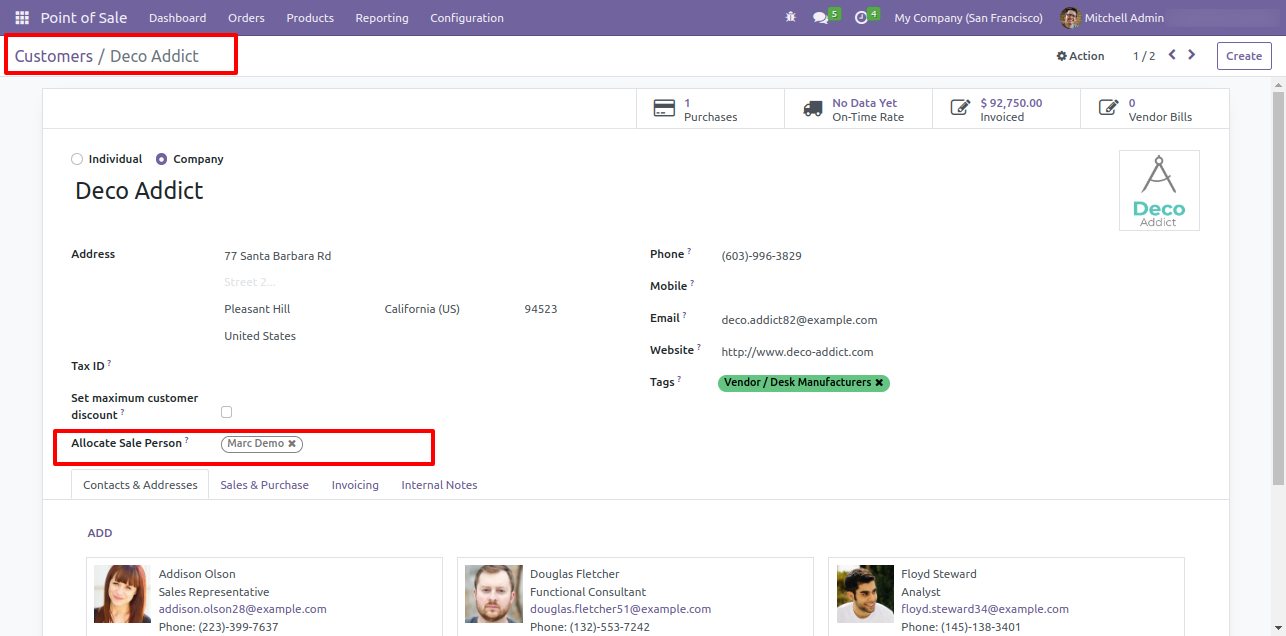 Point of Sale Dashboard Orders Products Reporting Configuration 5 4 My Company (San Francisco) Mitchell Admin
Customers / Deco Addict Action 1 / 2 Create
1 Purchases
No Data Yet On-Time Rate
$ 92,750.00 Invoiced
0 Vendor Bills
Individual Company
Deco Addict
Deco
Addict
Address 77 Santa Barbara Rd
Street 2...
Pleasant Hill California (US) 94523
United States
Tax ID ?
Set maximum customer
discount ?
Allocate Sale Person ? Marc Demo ✖
Phone ? (603)-996-3829
Mobile ?
Email ? deco.addict82@example.com
Website ? http://www.deco-addict.com
Tags ? Vendor / Desk Manufacturers ✖
Contacts & Addresses Sales & Purchase Invoicing Internal Notes
ADD
Addison Olson
Sales Representative
addison.olson28@example.com
Phone: (223)-399-7637
Douglas Fletcher
Functional Consultant
douglas.fletcher51@example.com
Phone: (132)-553-7242
Floyd Steward
Analyst
floyd.steward34@example.com
Phone: (145)-138-3401